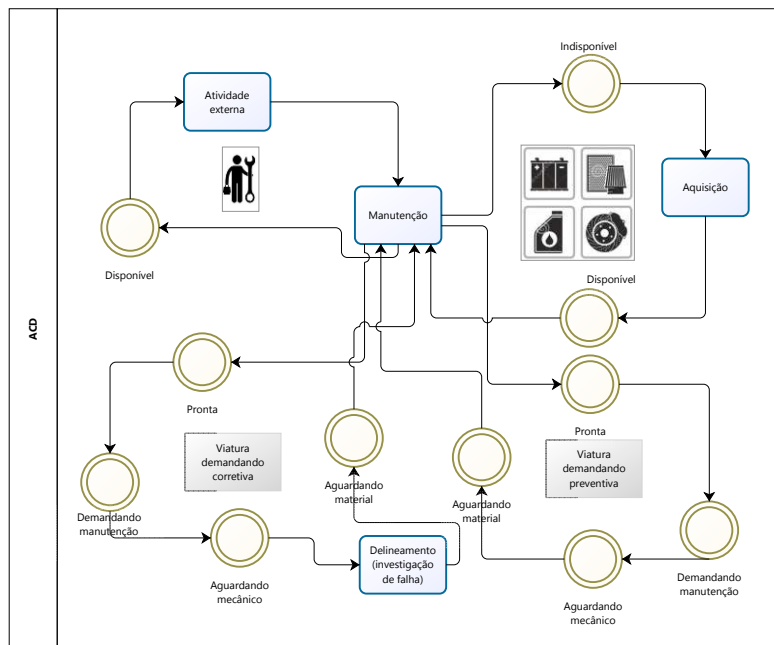 ACD
Indisponível
Atividade
externa
Manutenção
Aquisição
Disponível
Disponível
Pronta
Pronta
Viatura
demandando
corretiva
Viatura
demandando
preventiva
Aguardando
material
Aguardando
material
Demandando
manutenção
Delineamento
(investigação
de falha)
Aguardando
mecânico
Aguardando
mecânico
Demandando
manutenção